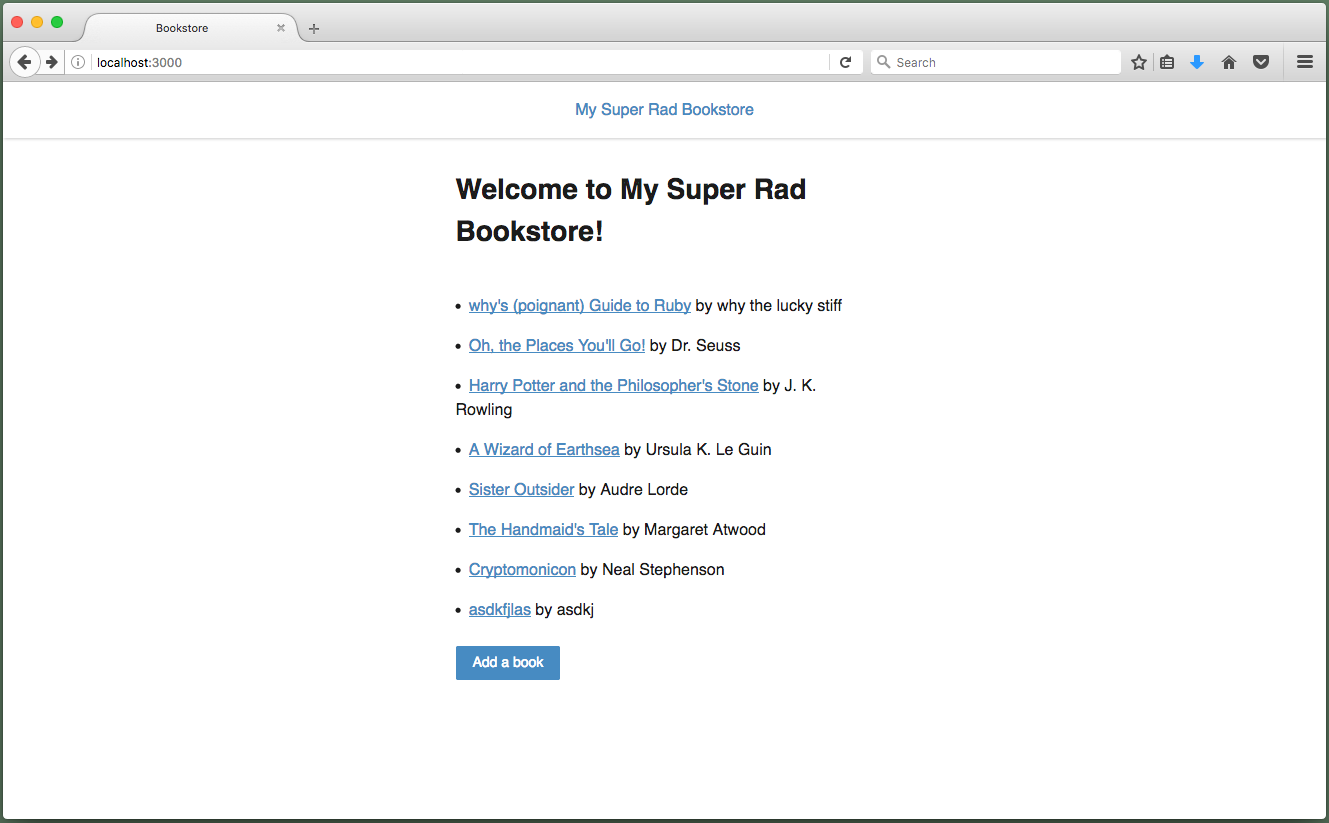 Bookstore
localhost:3000
Search
My Super Rad Bookstore
Welcome to My Super Rad
Bookstore!
• why's (poignant) Guide to Ruby by why the lucky stiff
• Oh, the Places You'll Go! by Dr. Seuss
• Harry Potter and the Philosopher's Stone by J. K.
Rowling
• A Wizard of Earthsea by Ursula K. Le Guin
• Sister Outsider by Audre Lorde
• The Handmaid's Tale by Margaret Atwood
• Cryptomonicon by Neal Stephenson
• asdkfjlas by asdkj
Add a book